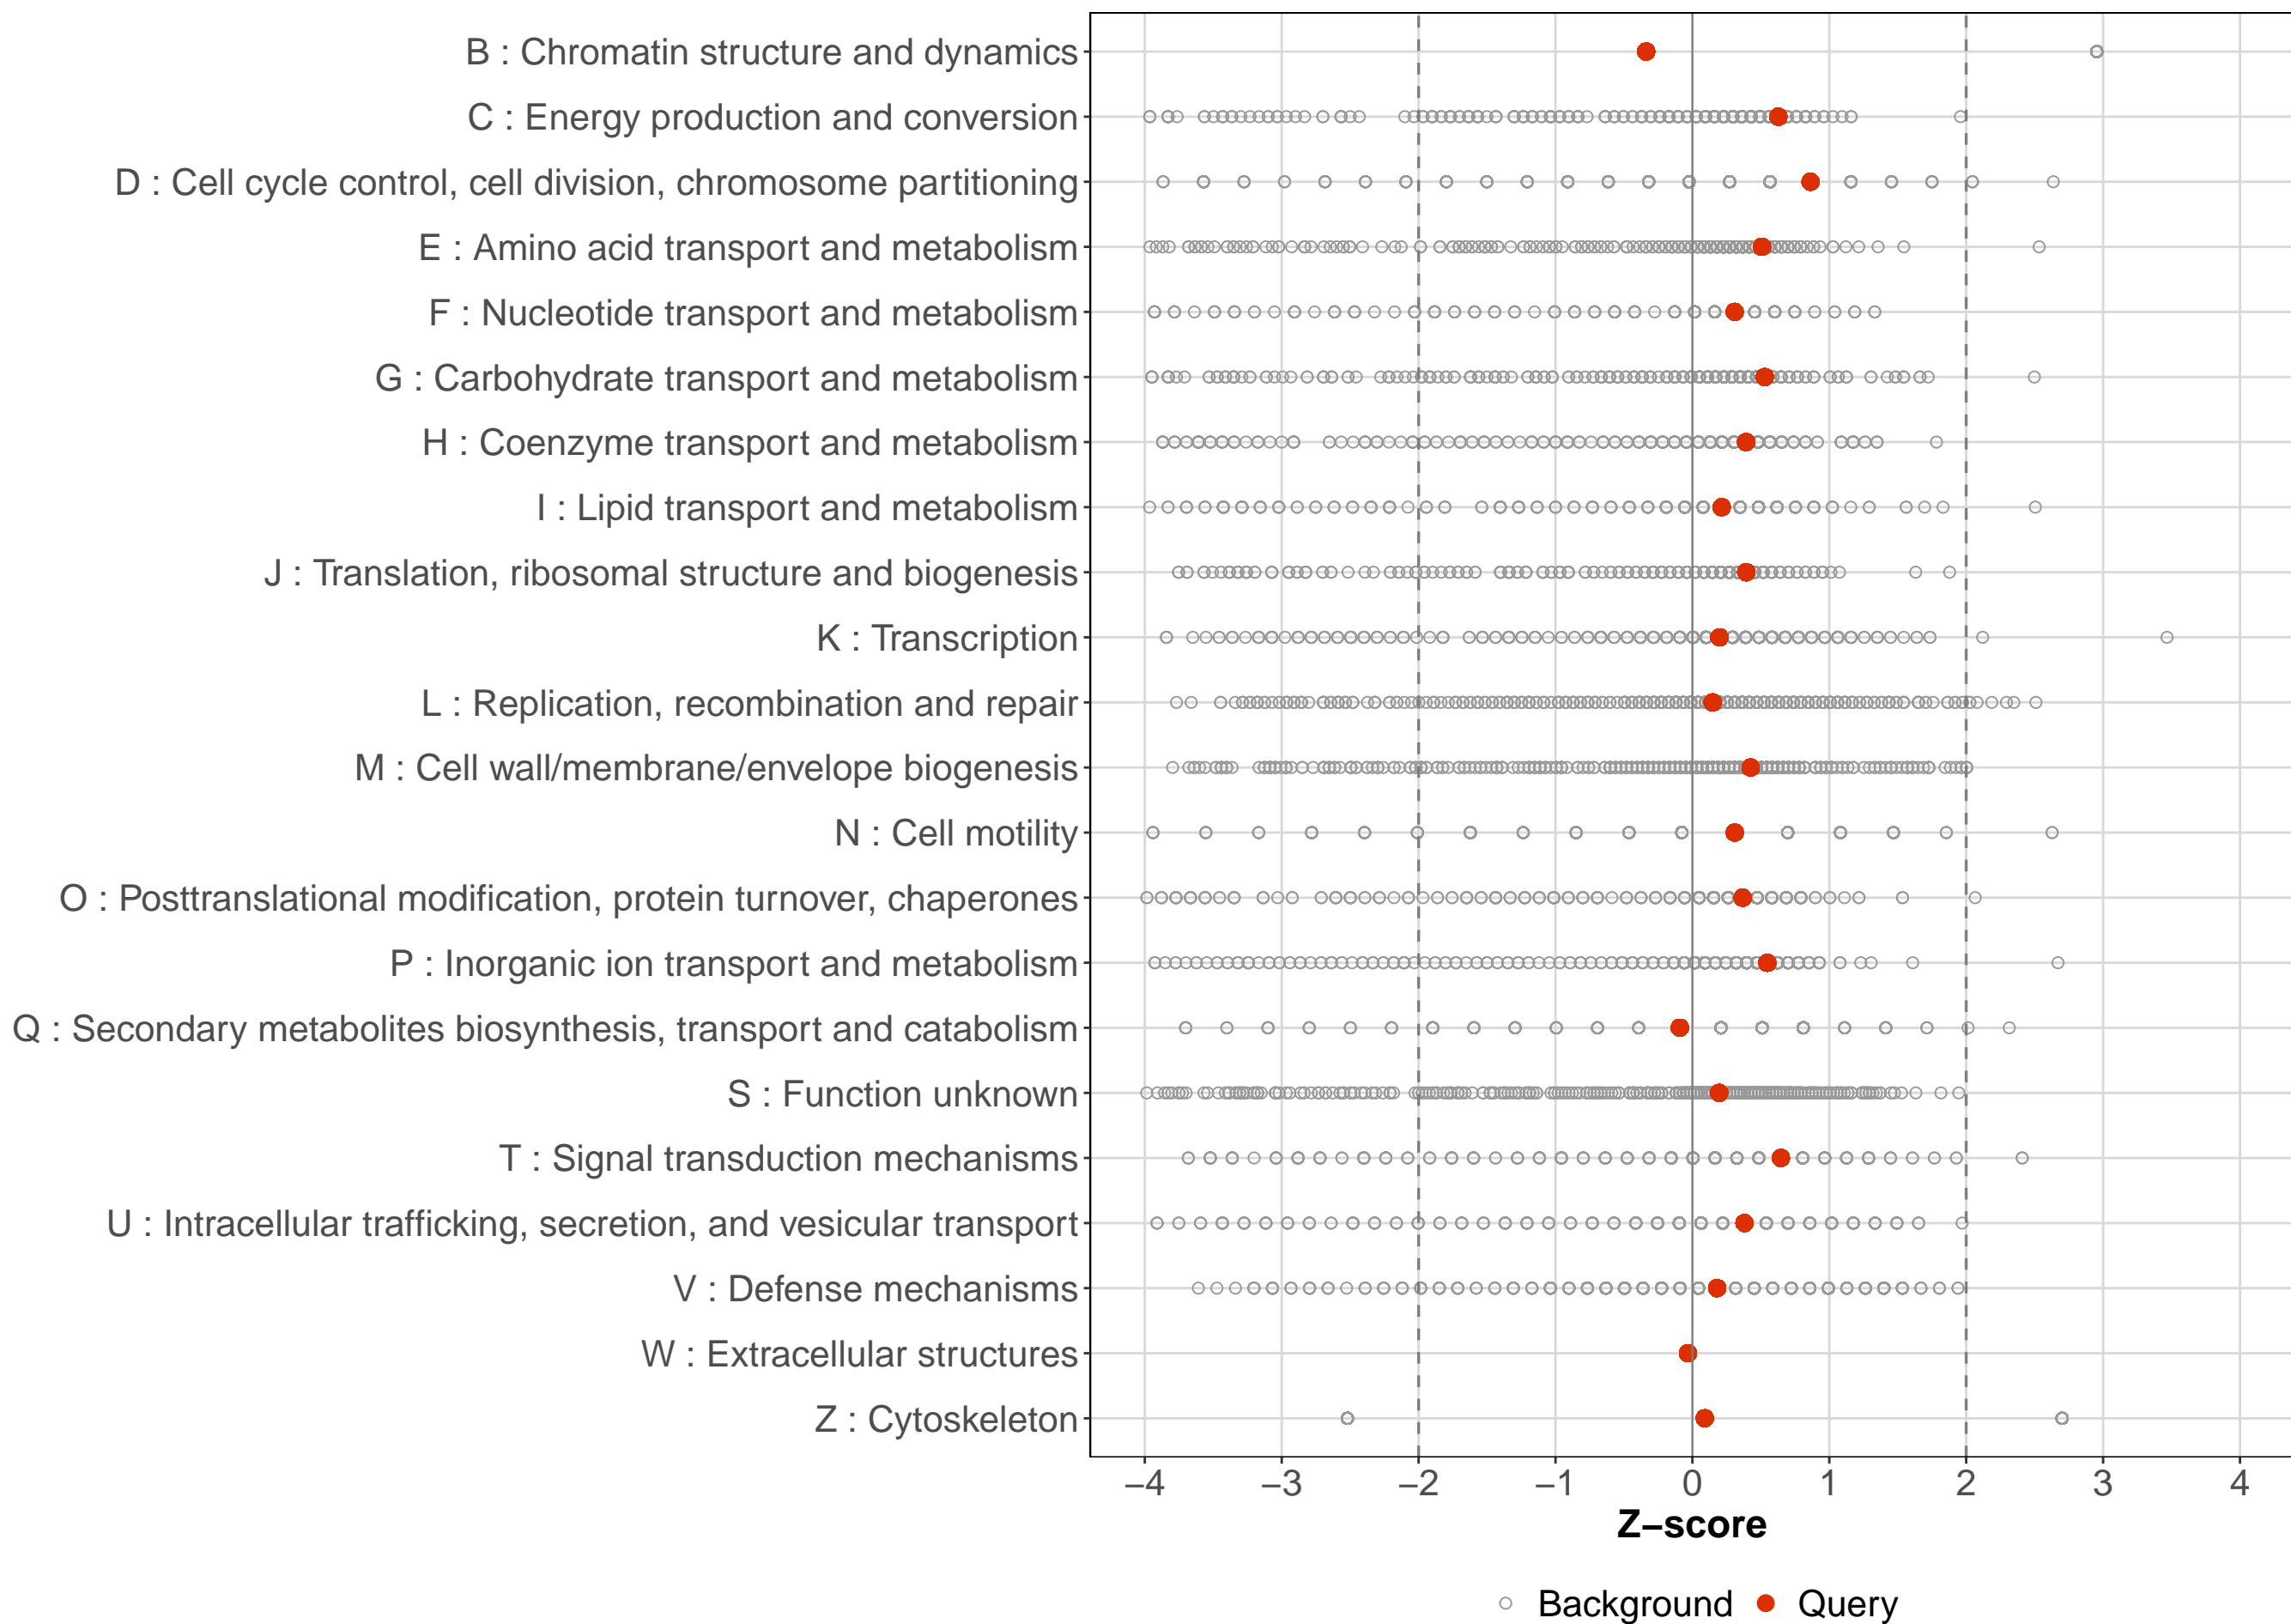 B : Chromatin structure and dynamics
C : Energy production and conversion
D : Cell cycle control, cell division, chromosome partitioning
E : Amino acid transport and metabolism
F : Nucleotide transport and metabolism
G : Carbohydrate transport and metabolism
H : Coenzyme transport and metabolism
I : Lipid transport and metabolism
J : Translation, ribosomal structure and biogenesis
K : Transcription
L : Replication, recombination and repair
M : Cell wall/membrane/envelope biogenesis
N : Cell motility
O : Posttranslational modification, protein turnover, chaperones
P : Inorganic ion transport and metabolism
Q : Secondary metabolites biosynthesis, transport and catabolism
S : Function unknown
T : Signal transduction mechanisms
U : Intracellular trafficking, secretion, and vesicular transport
V : Defense mechanisms
W : Extracellular structures
Z : Cytoskeleton
−4 −3 −2 −1 0 1 2 3 4
Z−score
Background Query